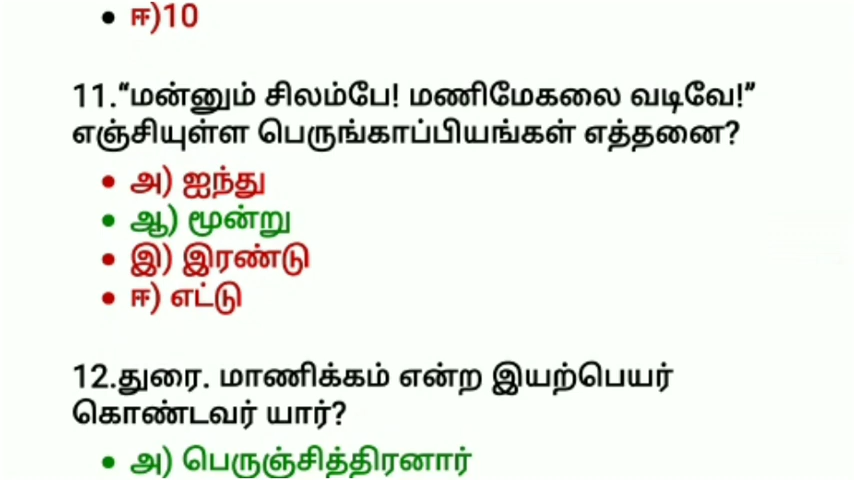 • ஈ)10
11.“மன்னும் சிலம்பே! மணிமேகலை வடிவே!”
எஞ்சியுள்ள பெருங்காப்பியங்கள் எத்தனை?
• அ) ஐந்து
• ஆ) மூன்று
• இ) இரண்டு
• ஈ) எட்டு
12.துரை. மாணிக்கம் என்ற இயற்பெயர்
கொண்டவர் யார்?
• அ) பெருஞ்சித்திரனார்